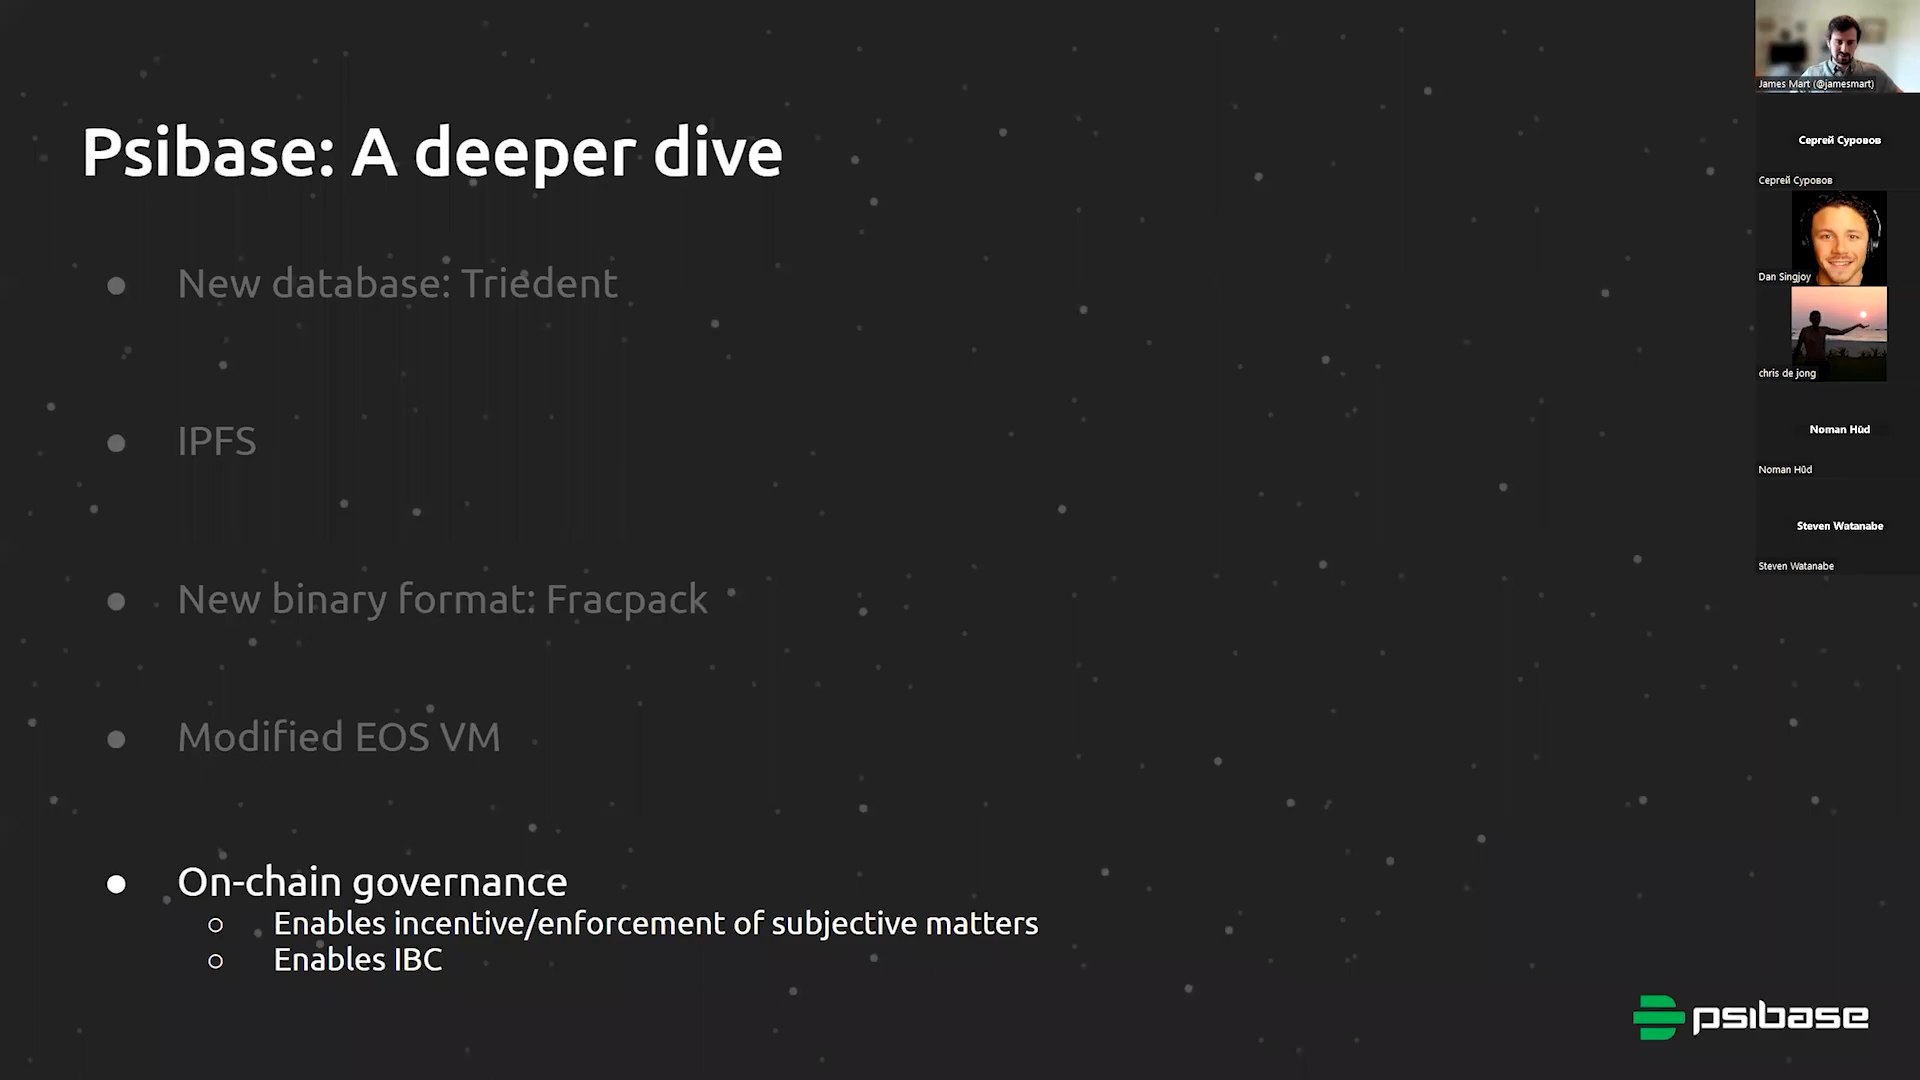 Psibase: A deeper dive
● New database: Triedent
● IPFS
● New binary format: Fracpack
● Modified EOS VM
● On-chain governance
○ Enables incentive/enforcement of subjective matters
○ Enables IBC
psibase
James Mart (@jamesmart)
Сергей Суровов
Сергей Суровов
Dan Singjoy
chris de jong
Noman Hûd
Noman Hûd
Steven Watanabe
Steven Watanabe